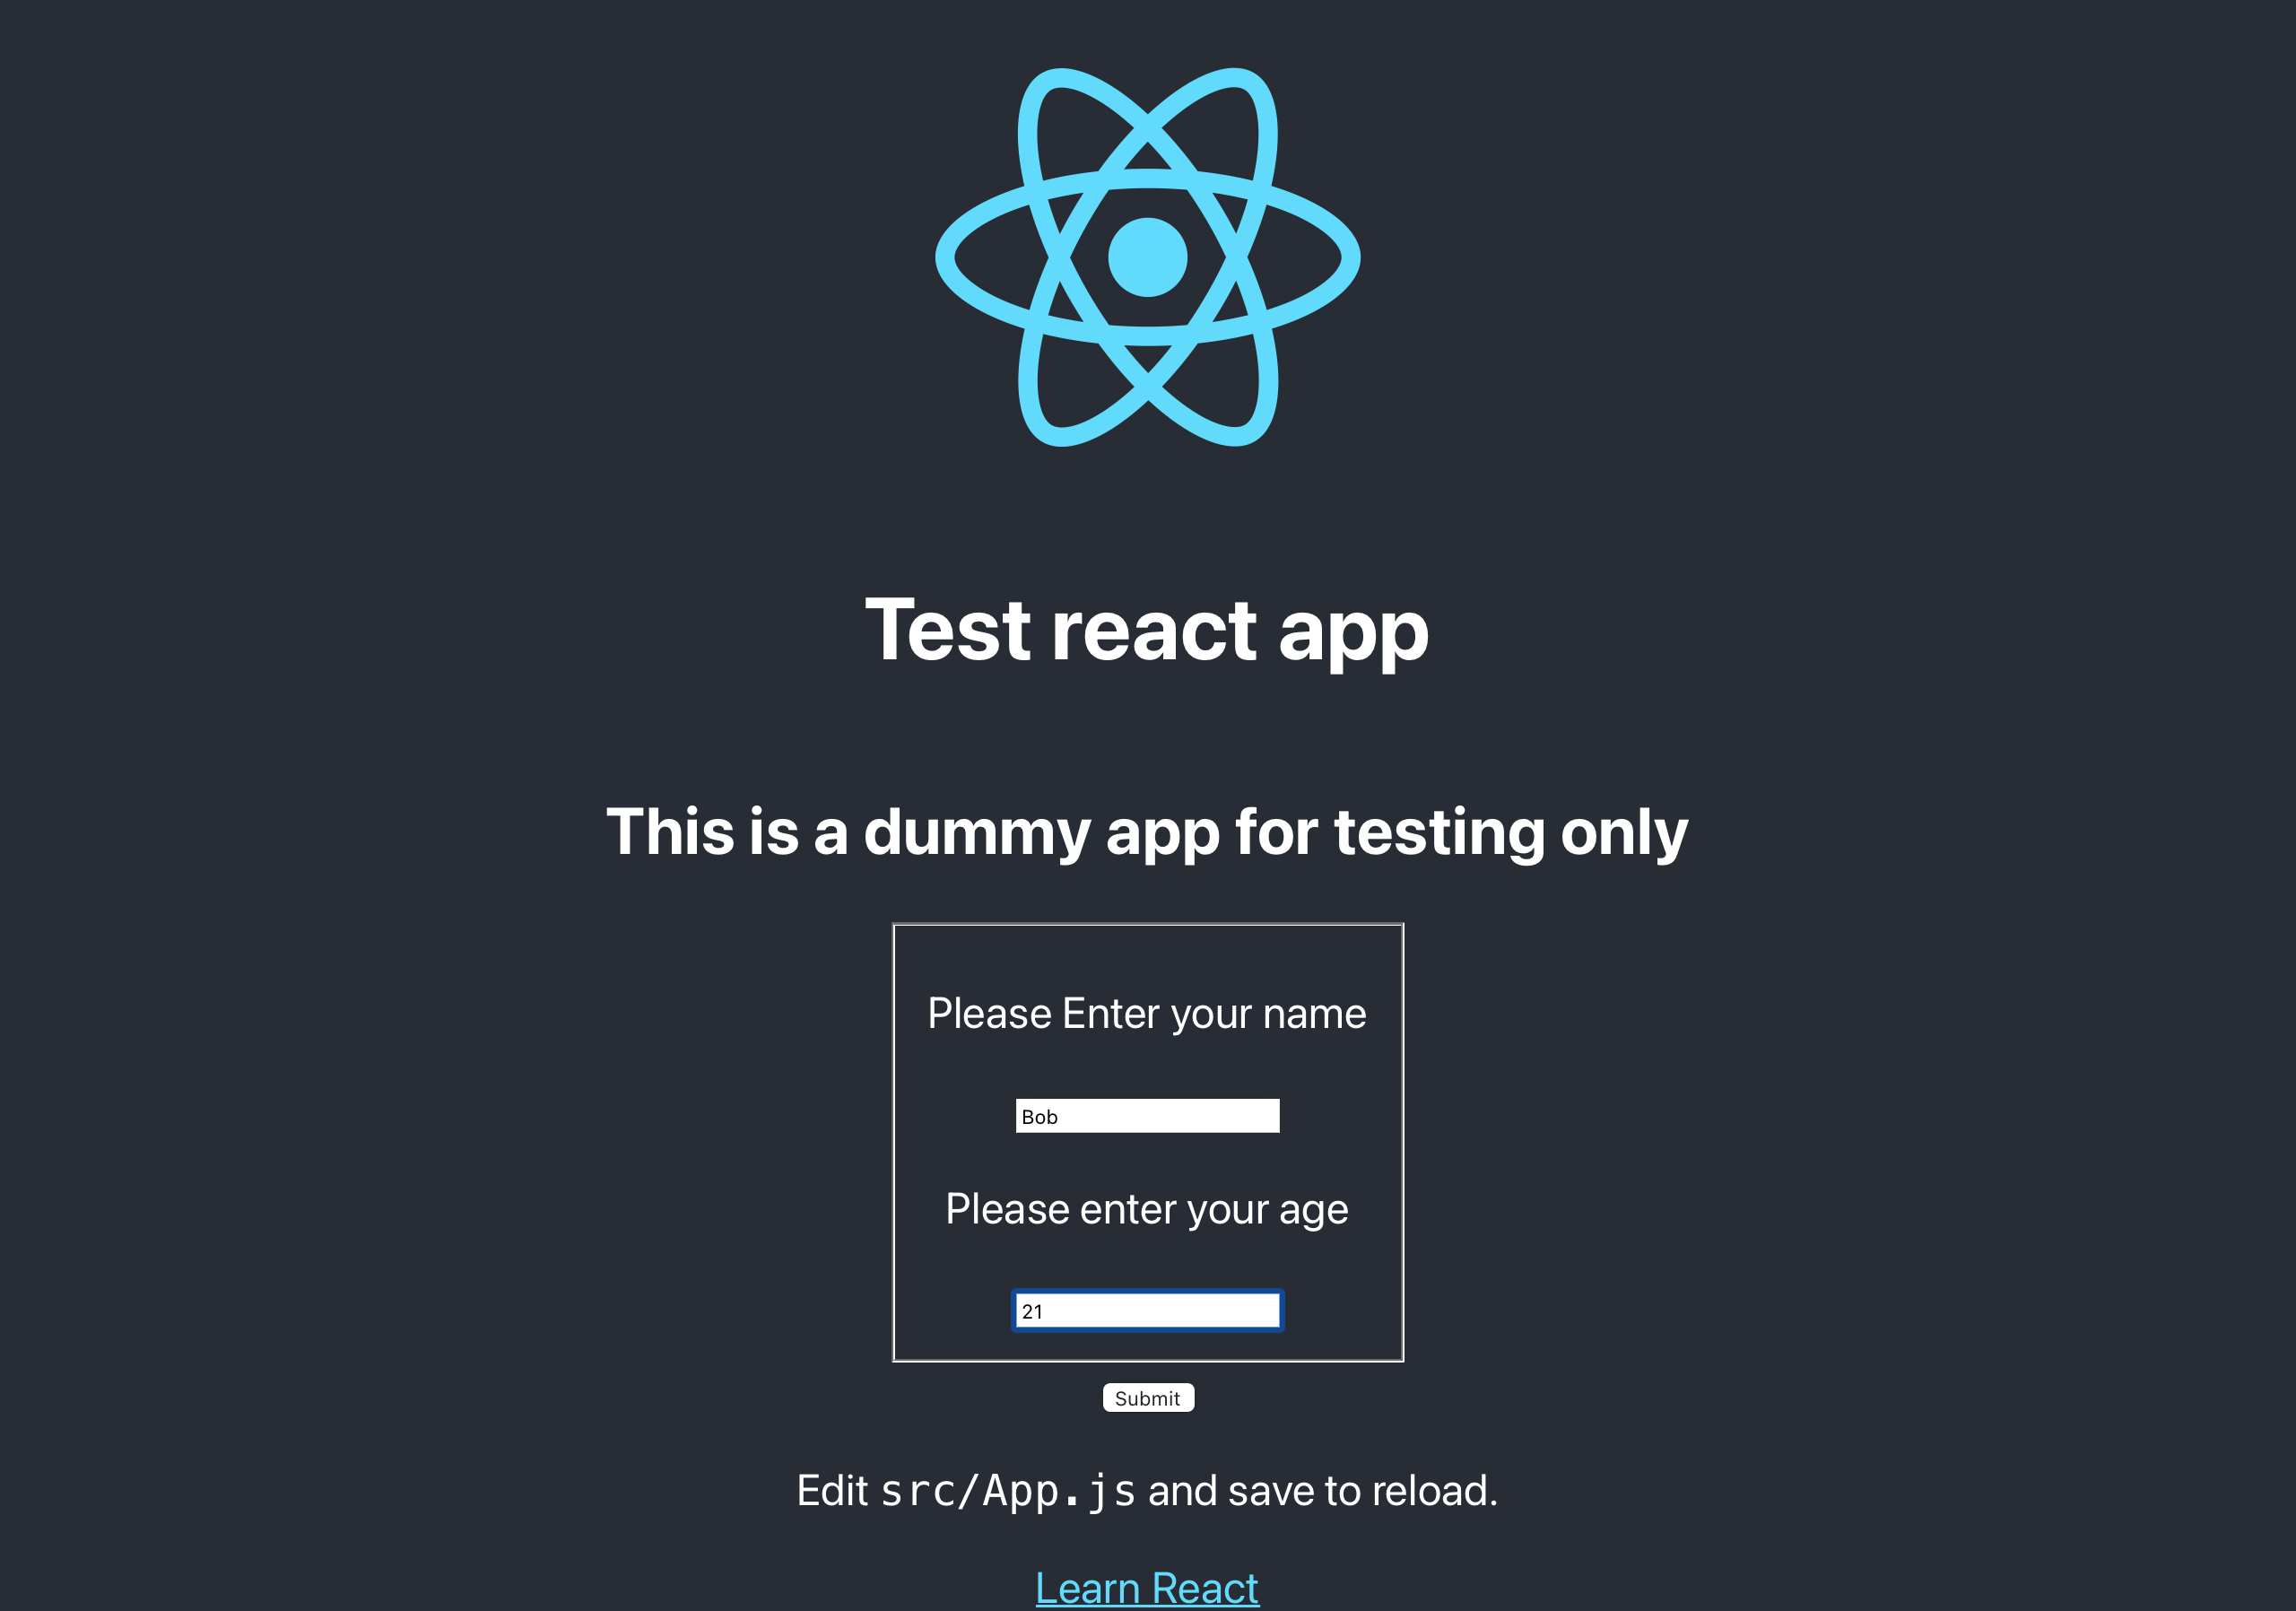 Test react app
This is a dummy app for testing only
Please Enter your name
Bob
Please enter your age
21
Submit
Edit src/App.js and save to reload.
Learn React